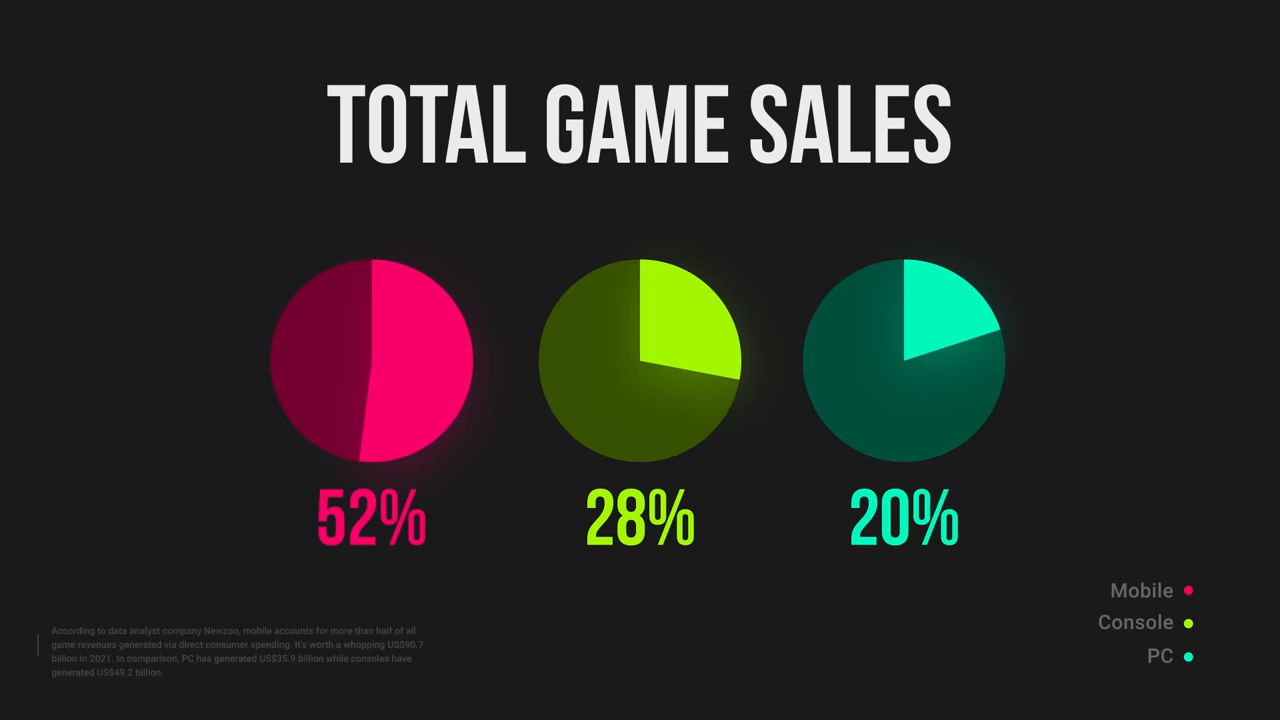 TOTAL GAME SALES
52%
28%
20%
Mobile
Console
PC
According to data analyst company Newzoo, mobile accounts for more than half of all
game revenues generated via direct consumer spending. It's worth a whopping US$90.7
billion in 2021. In comparison, PC has generated US$35.9 billion while consoles have
generated US$49.2 billion.